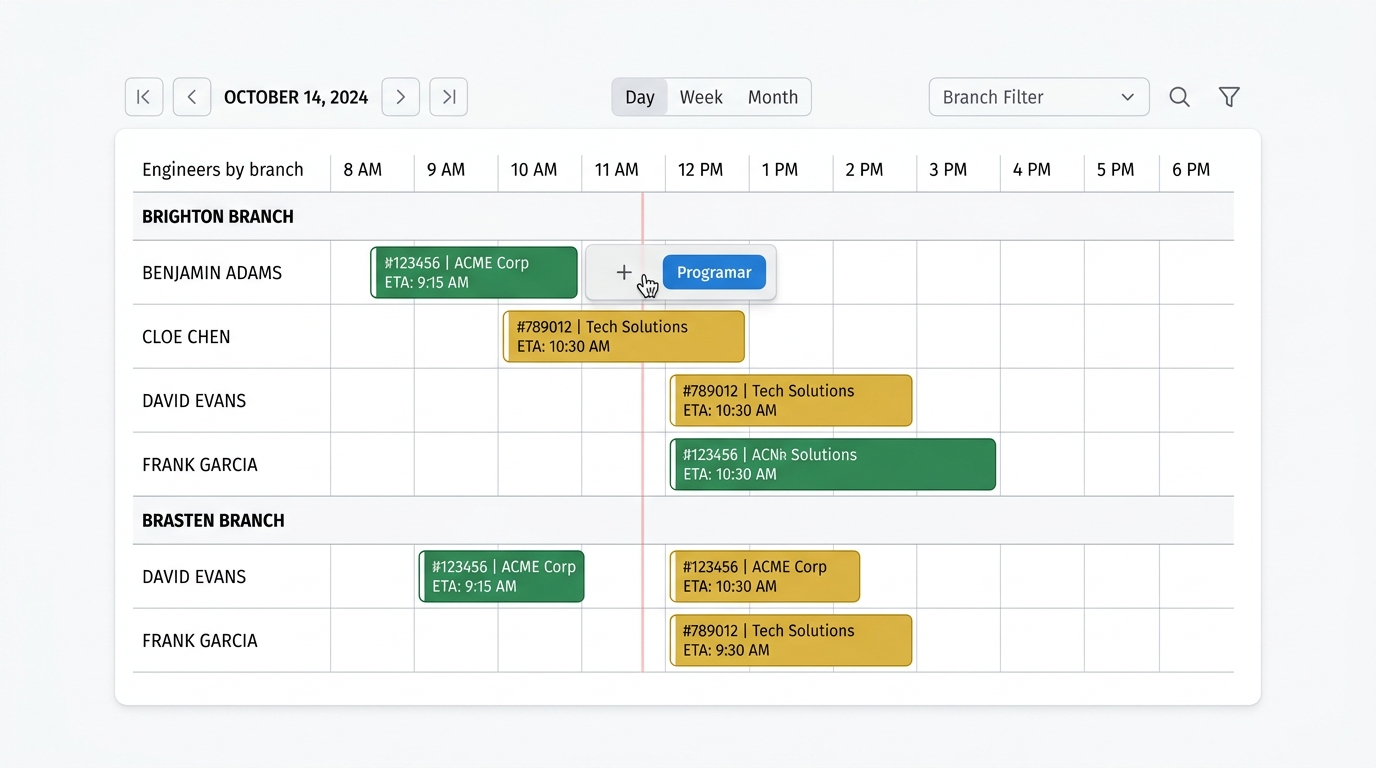 OCTOBER 14, 2024
Day Week Month
Branch Filter
Engineers by branch 8 AM 9 AM 10 AM 11 AM 12 PM 1 PM 2 PM 3 PM 4 PM 5 PM 6 PM
BRIGHTON BRANCH
BENJAMIN ADAMS
#123456 | ACME Corp
ETA: 9:15 AM
+ Programar
CLOE CHEN
#789012 | Tech Solutions
ETA: 10:30 AM
DAVID EVANS
#789012 | Tech Solutions
ETA: 10:30 AM
FRANK GARCIA
#123456 | Solutions
ETA: 10:30 AM
BRASTEN BRANCH
DAVID EVANS
#123456 | ACME Corp
ETA: 9:15 AM
#123456 | ACME Corp
ETA: 10:30 AM
FRANK GARCIA
#789012 | Tech Solutions
ETA: 9:30 AM